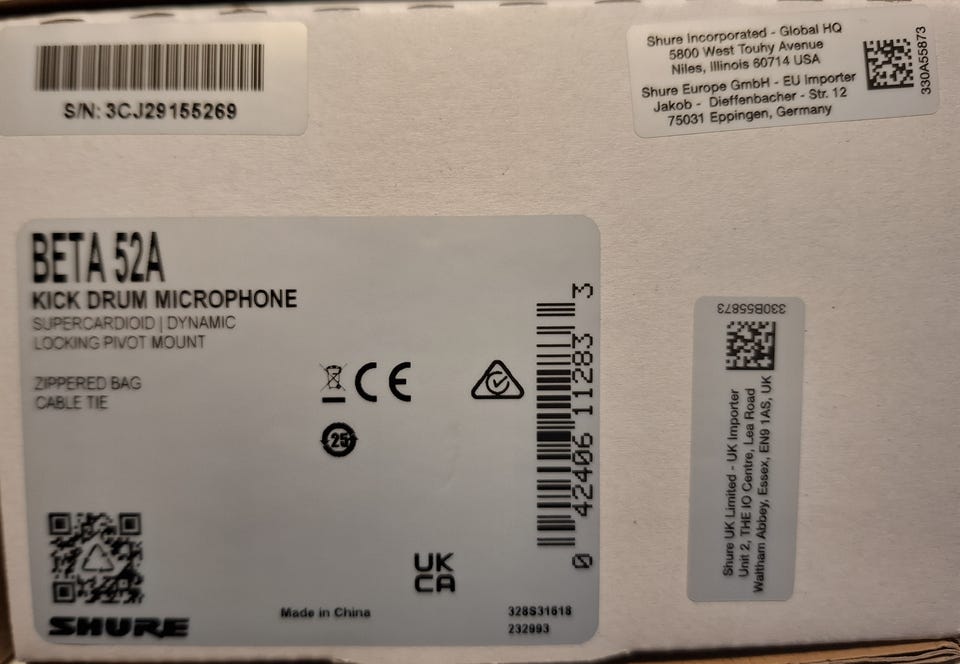 S/N: 3CJ29155269
Shure Incorporated - Global HQ
5800 West Touhy Avenue
Niles, Illinois 60714 USA
Shure Europe GmbH - EU Importer
Jakob - Dieffenbacher - Str. 12
75031 Eppingen, Germany
330A55873
BETA 52A
KICK DRUM MICROPHONE
SUPERCARDIOID | DYNAMIC
LOCKING PIVOT MOUNT
ZIPPERED BAG
CABLE TIE
CE
25
0 42406 11283 3
UK
CA
SHURE
Made in China
328S31618
232993
330B55873
Shure UK Limited - UK Importer
Unit 2, THE IO Centre, Lea Road
Waltham Abbey, Essex, EN9 1AS, UK